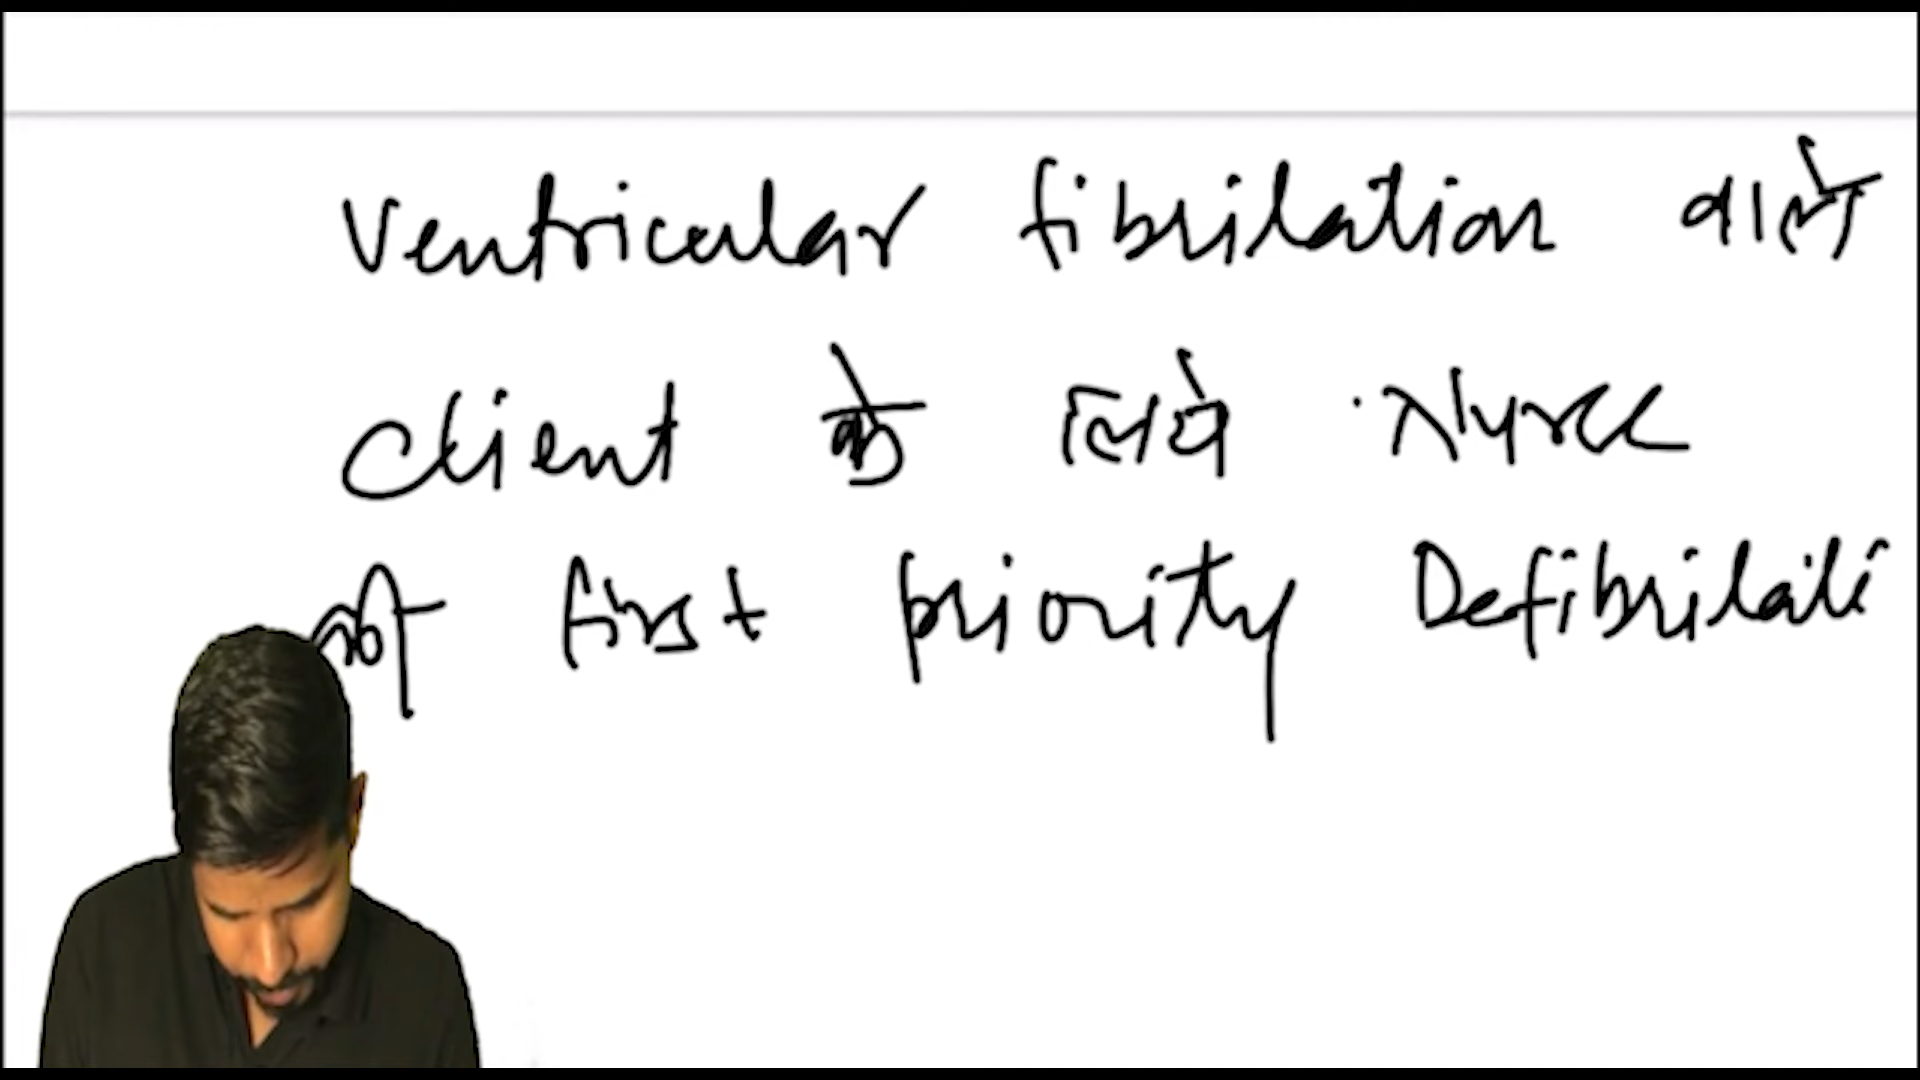 Ventricular fibrilation वाले
client के लिये Nurse
की first priority Defibrilati